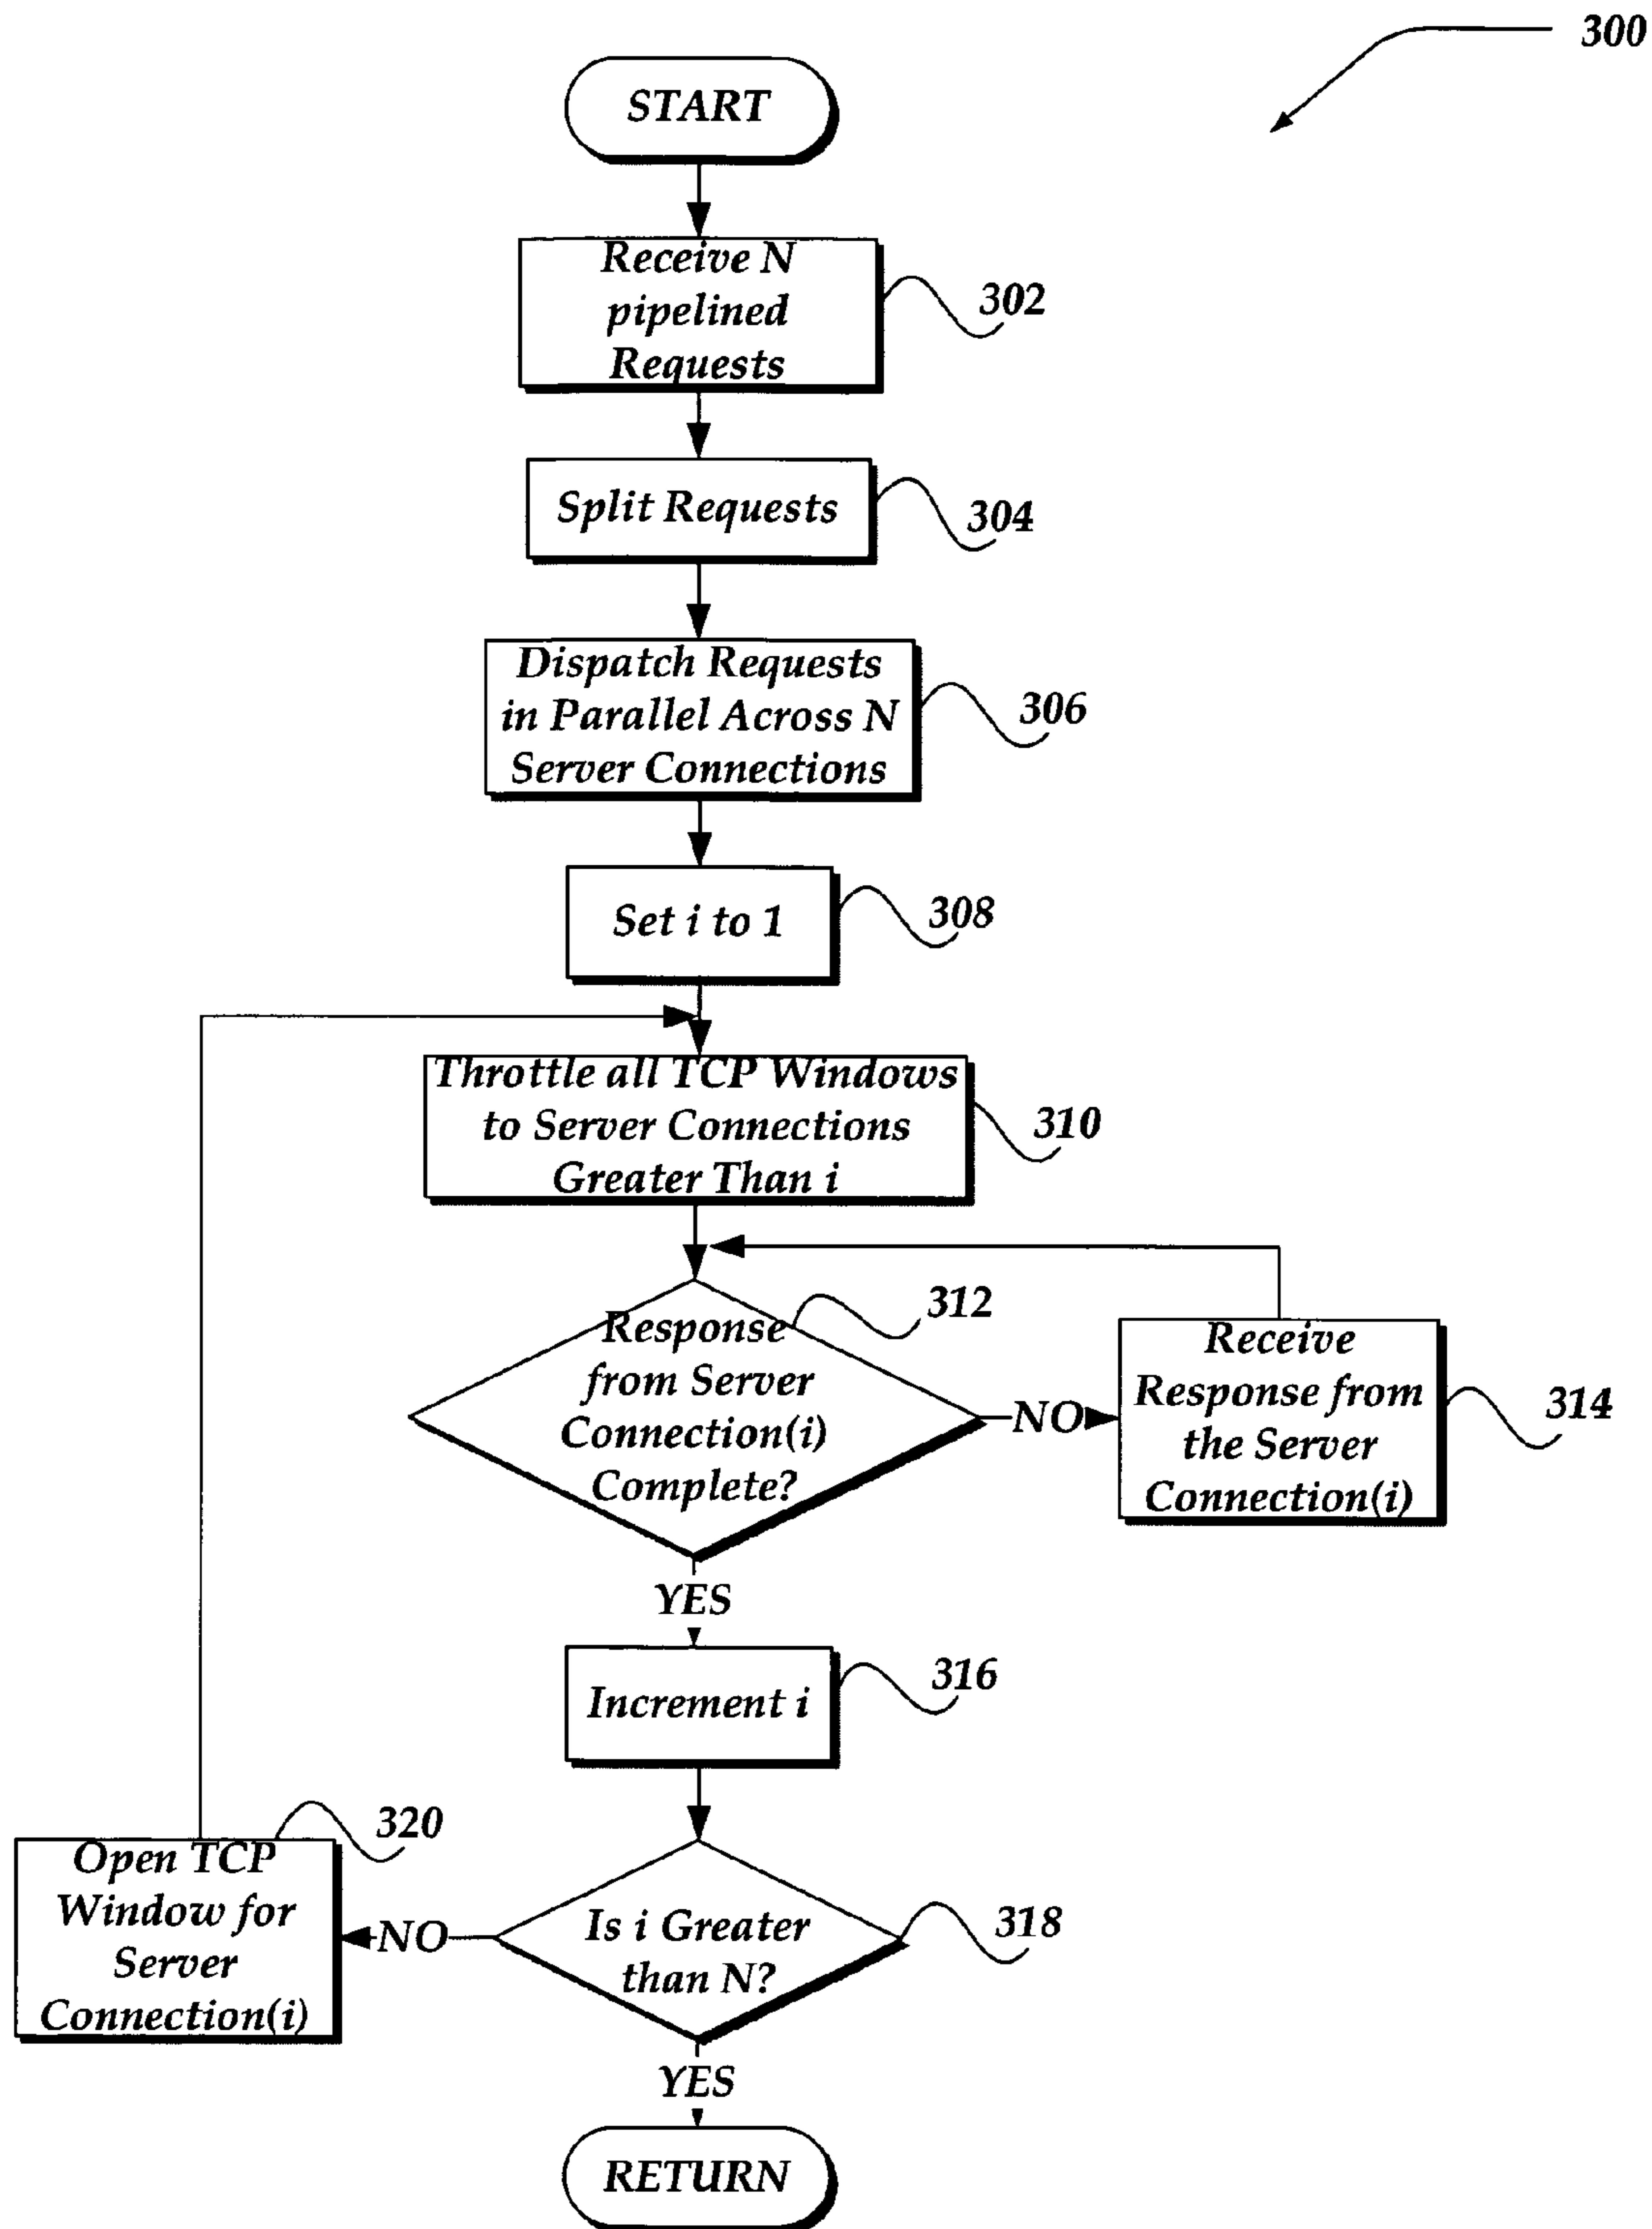 300
START
Receive N
pipelined
Requests
302
Split Requests
304
Dispatch Requests
in Parallel Across N
Server Connections
306
Set i to 1
308
Throttle all TCP Windows
to Server Connections
Greater Than i
310
Response
from Server
Connection(i)
Complete?
312
NO
Receive
Response from
the Server
Connection(i)
314
YES
Increment i
316
Is i Greater
than N?
318
NO
Open TCP
Window for
Server
Connection(i)
320
YES
RETURN